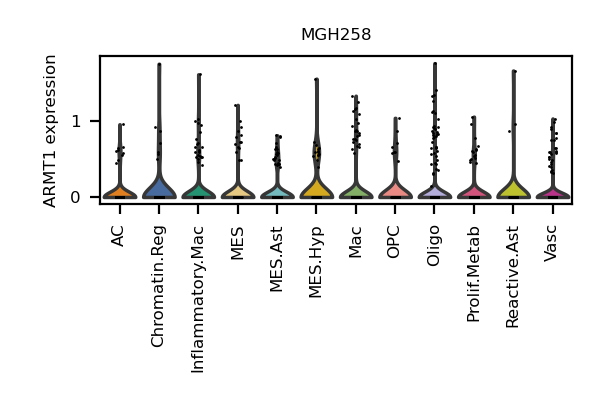 MGH258
ARMT1 expression
1
0
AC
Chromatin.Reg
Inflammatory.Mac
MES
MES.Ast
MES.Hyp
Mac
OPC
Oligo
Prolif.Metab
Reactive.Ast
Vasc